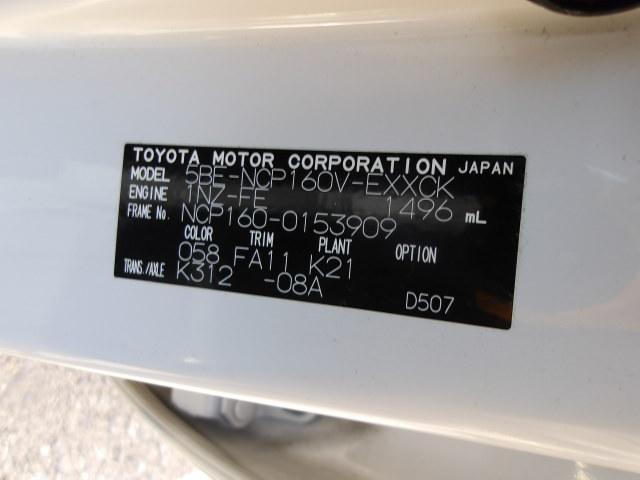 TOYOTA MOTOR CORPORATION JAPAN
MODEL 5BE-NCP160V-EXXCK
ENGINE 1NZ-FE 1496 mL
FRAME No. NCP160-0153909
COLOR TRIM PLANT OPTION
058 FA11 K21
TRANS./AXLE K312 -08A
D507